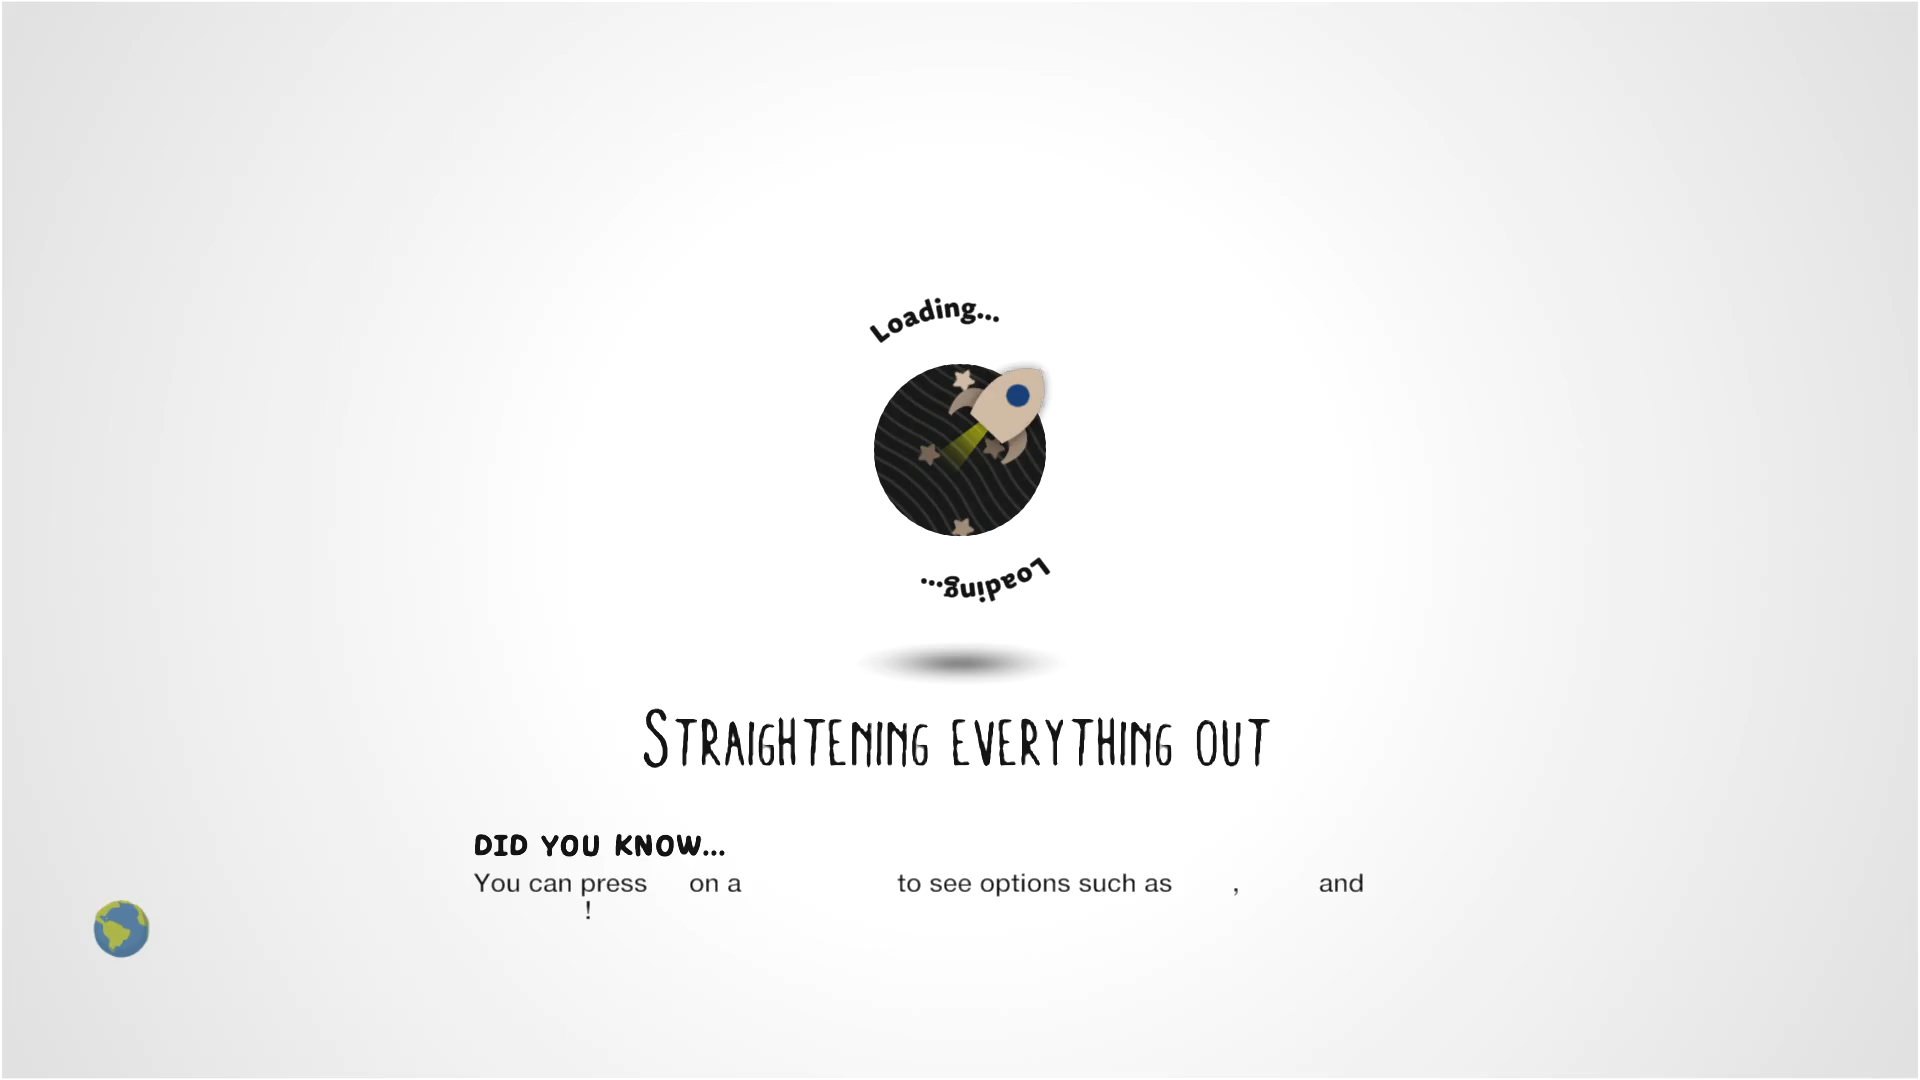 Loading...
Loading...
STRAIGHTENING EVERYTHING OUT
DID YOU KNOW...
You can press on a to see options such as , and
!